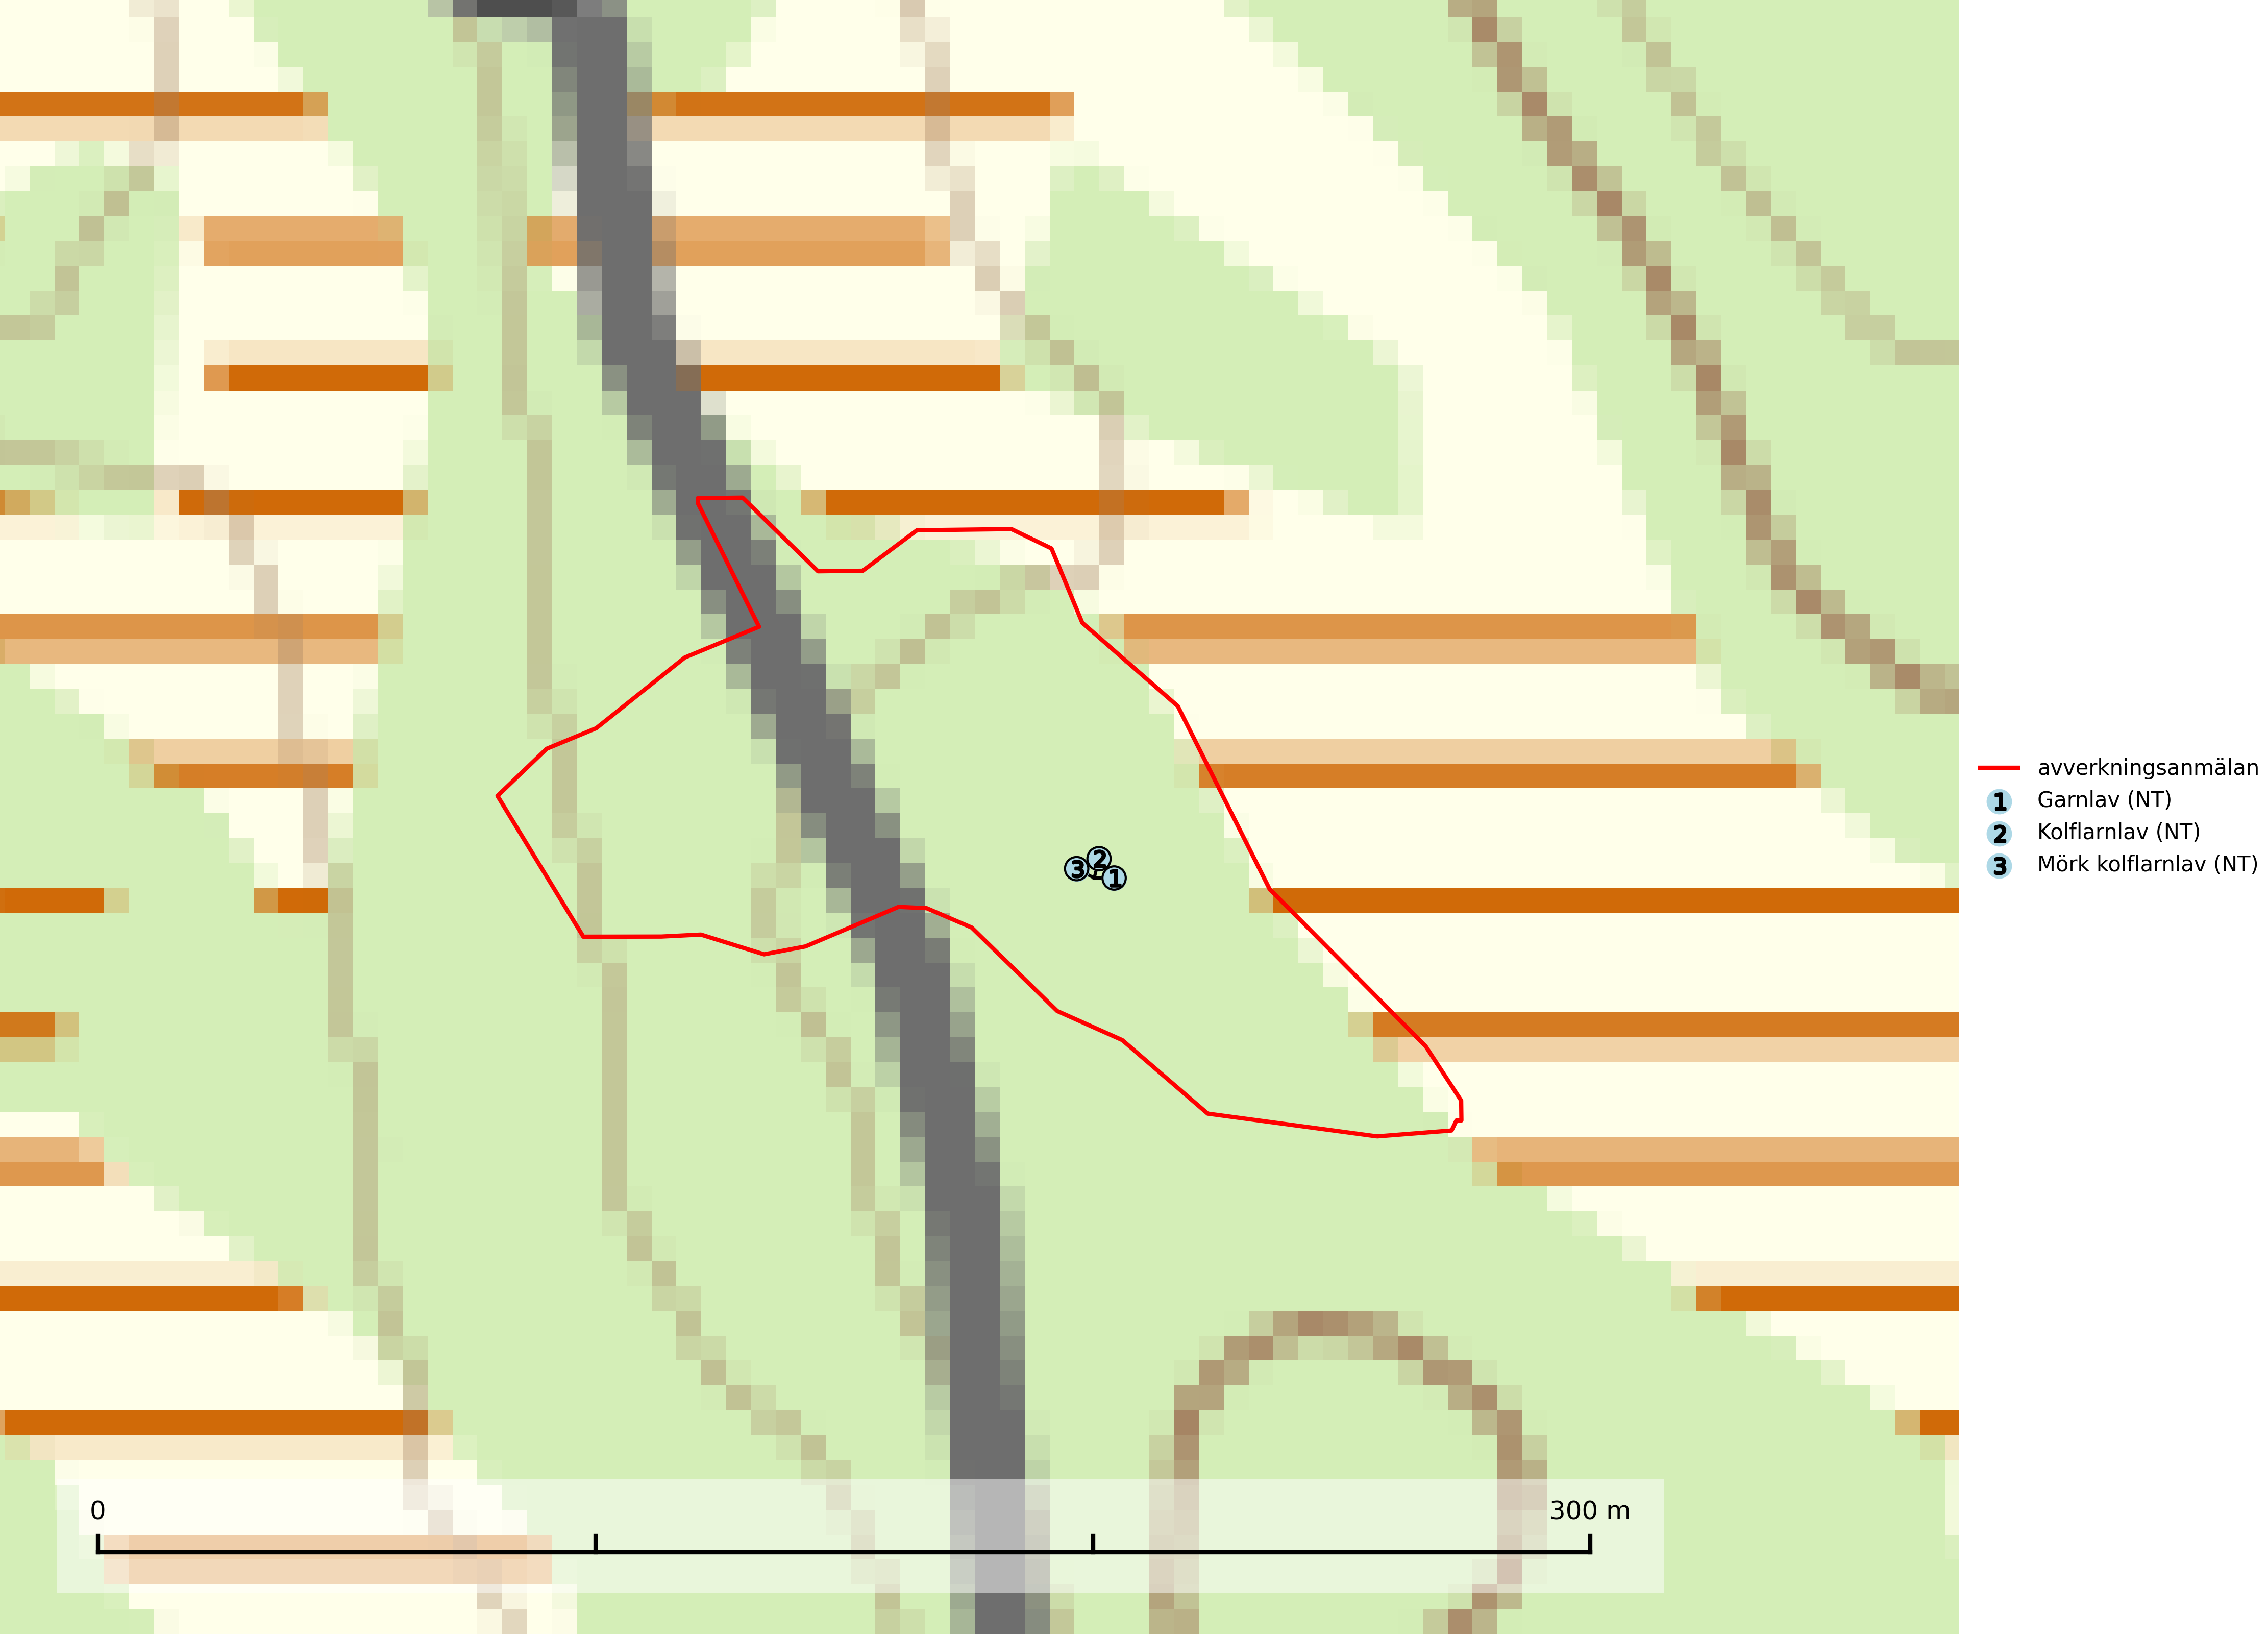 avverkningsanmälan
1 Garnlav (NT)
2 Kolflarnlav (NT)
3 Mörk kolflarnlav (NT)
2
3
1
0 300 m